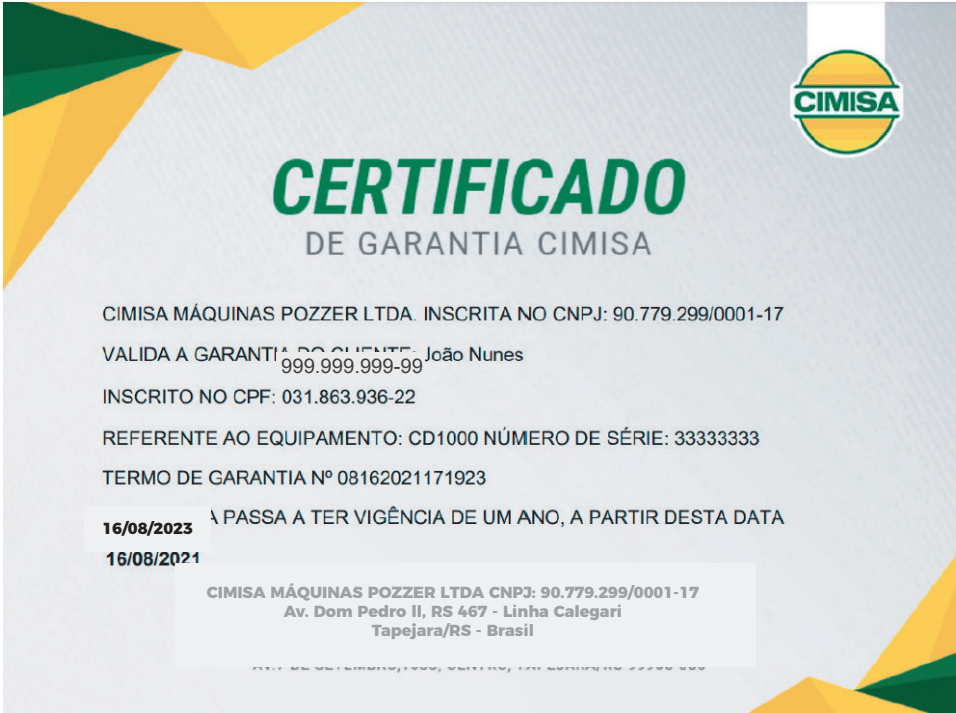 CIMISA
CERTIFICADO
DE GARANTIA CIMISA
CIMISA MÁQUINAS POZZER LTDA. INSCRITA NO CNPJ: 90.779.299/0001-17
VALIDA A GARANTIA DO CLIENTE: João Nunes
999.999.999-99
INSCRITO NO CPF: 031.863.936-22
REFERENTE AO EQUIPAMENTO: CD1000 NÚMERO DE SÉRIE: 33333333
TERMO DE GARANTIA Nº 08162021171923
A PASSA A TER VIGÊNCIA DE UM ANO, A PARTIR DESTA DATA
16/08/2023
16/08/2021
CIMISA MÁQUINAS POZZER LTDA CNPJ: 90.779.299/0001-17
Av. Dom Pedro ll, RS 467 - Linha Calegari
Tapejara/RS - Brasil